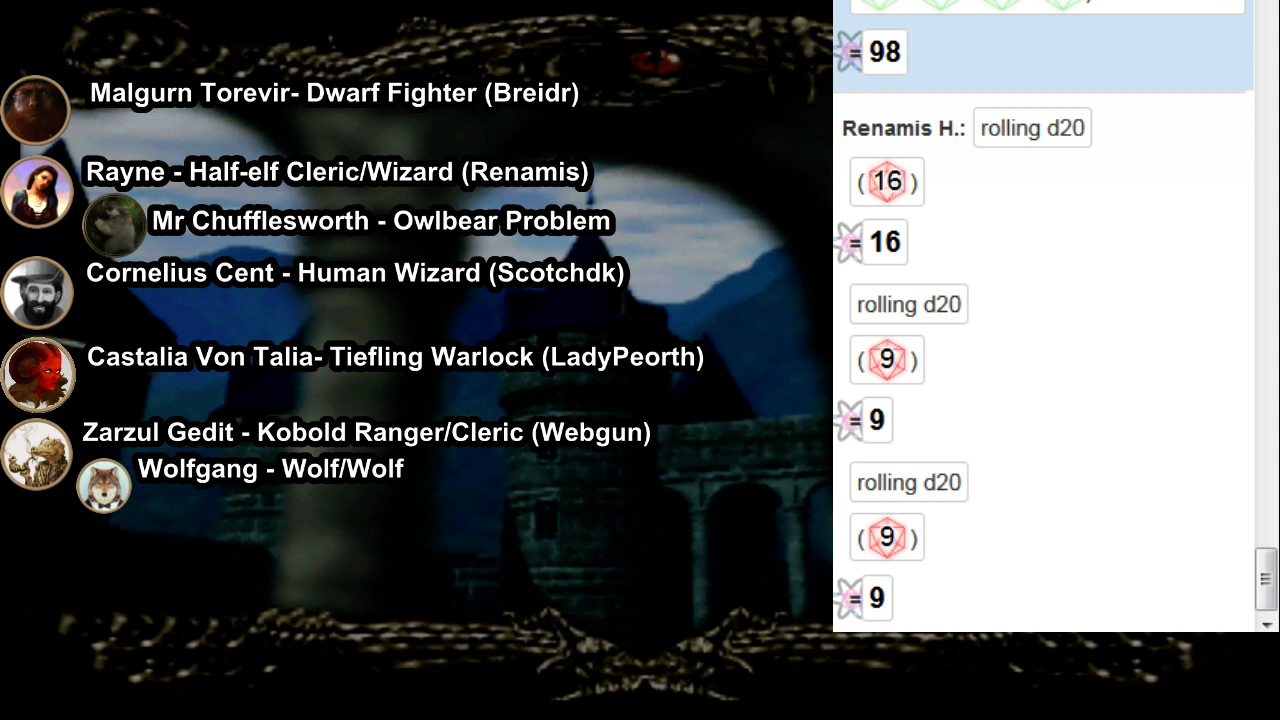 Malgurn Torevir- Dwarf Fighter (Breidr)
Rayne - Half-elf Cleric/Wizard (Renamis)
Mr Chufflesworth - Owlbear Problem
Cornelius Cent - Human Wizard (Scotchdk)
Castalia Von Talia- Tiefling Warlock (LadyPeorth)
Zarzul Gedit - Kobold Ranger/Cleric (Webgun)
Wolfgang - Wolf/Wolf
= 98
Renamis H.: rolling d20
(16)
= 16
rolling d20
(9)
= 9
rolling d20
(9)
= 9